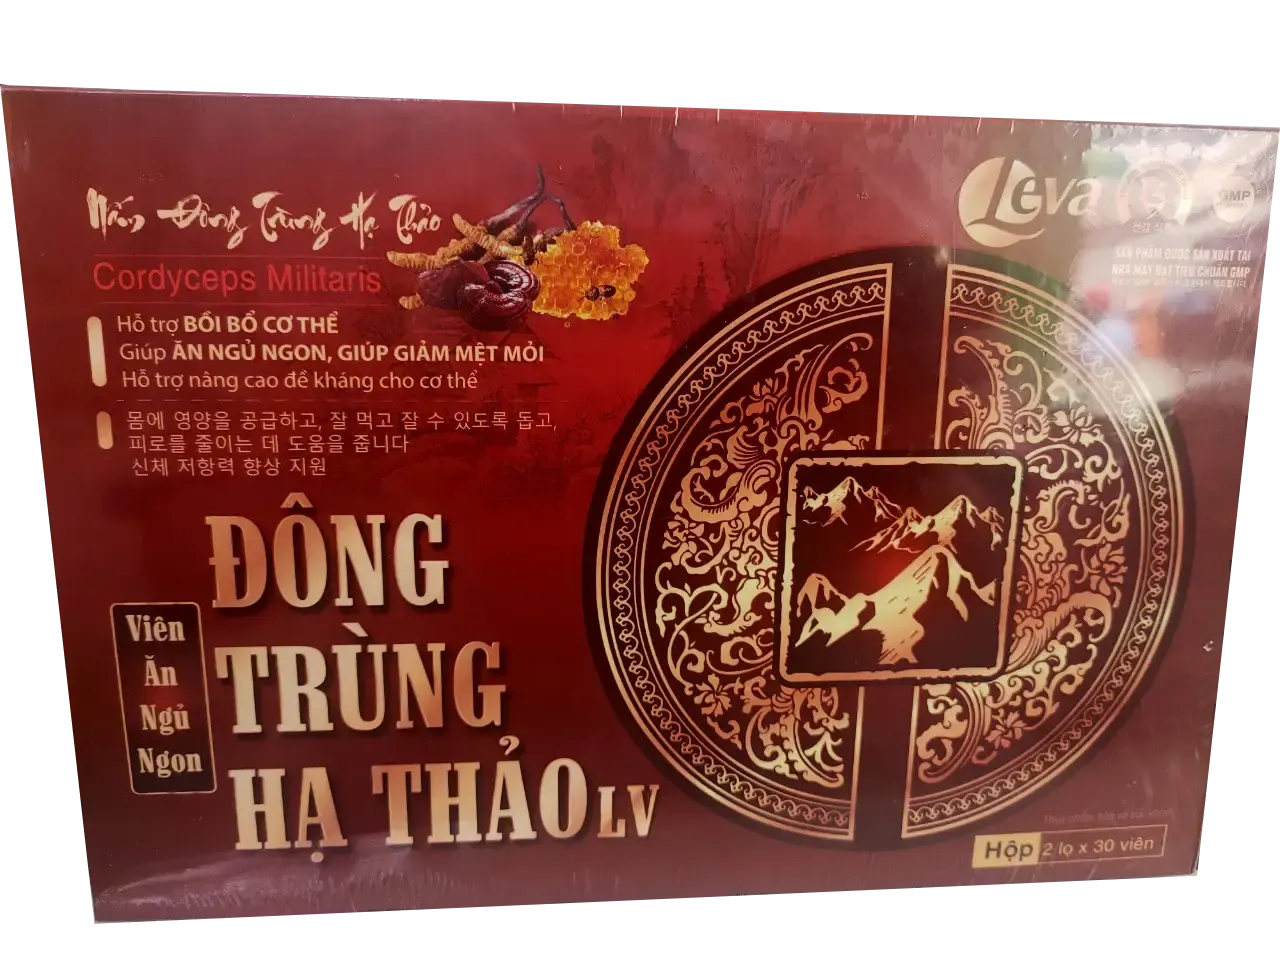 Nấm Đông Trùng Hạ Thảo
Cordyceps Militaris
Hỗ trợ BỒI BỔ CƠ THỂ
Giúp ĂN NGỦ NGON, GIÚP GIẢM MỆT MỎI
Hỗ trợ nâng cao đề kháng cho cơ thể
몸에 영양을 공급하고, 잘 먹고 잘 수 있도록 돕고,
피로를 줄이는 데 도움을 줍니다
신체 저항력 향상 지원
Viên
Ăn
Ngủ
Ngon
ĐÔNG
TRÙNG
HẠ THẢO LV
Leva
GMP
SẢN PHẨM ĐƯỢC SẢN XUẤT TẠI
NHÀ MÁY ĐẠT TIÊU CHUẨN GMP
Hộp 2 lọ x 30 viên